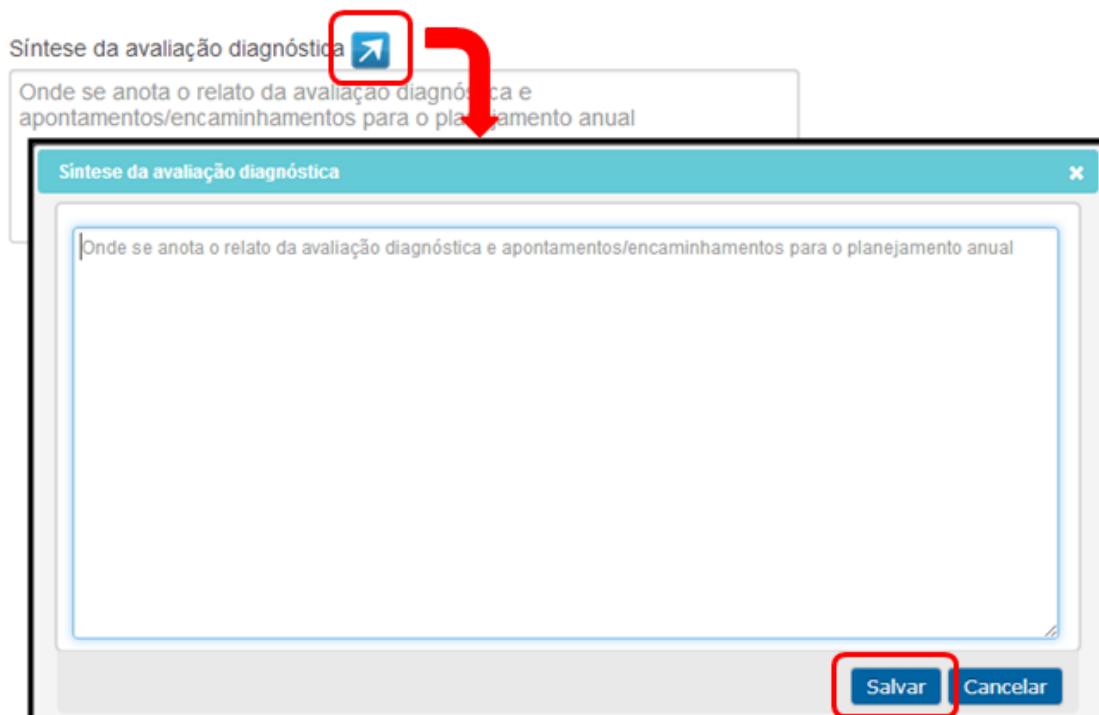 Síntese da avaliação diagnóstica
Onde se anota o relato da avaliação diagnóstica e
apontamentos/encaminhamentos para o planejamento anual
Síntese da avaliação diagnóstica
Onde se anota o relato da avaliação diagnóstica e apontamentos/encaminhamentos para o planejamento anual
Salvar Cancelar